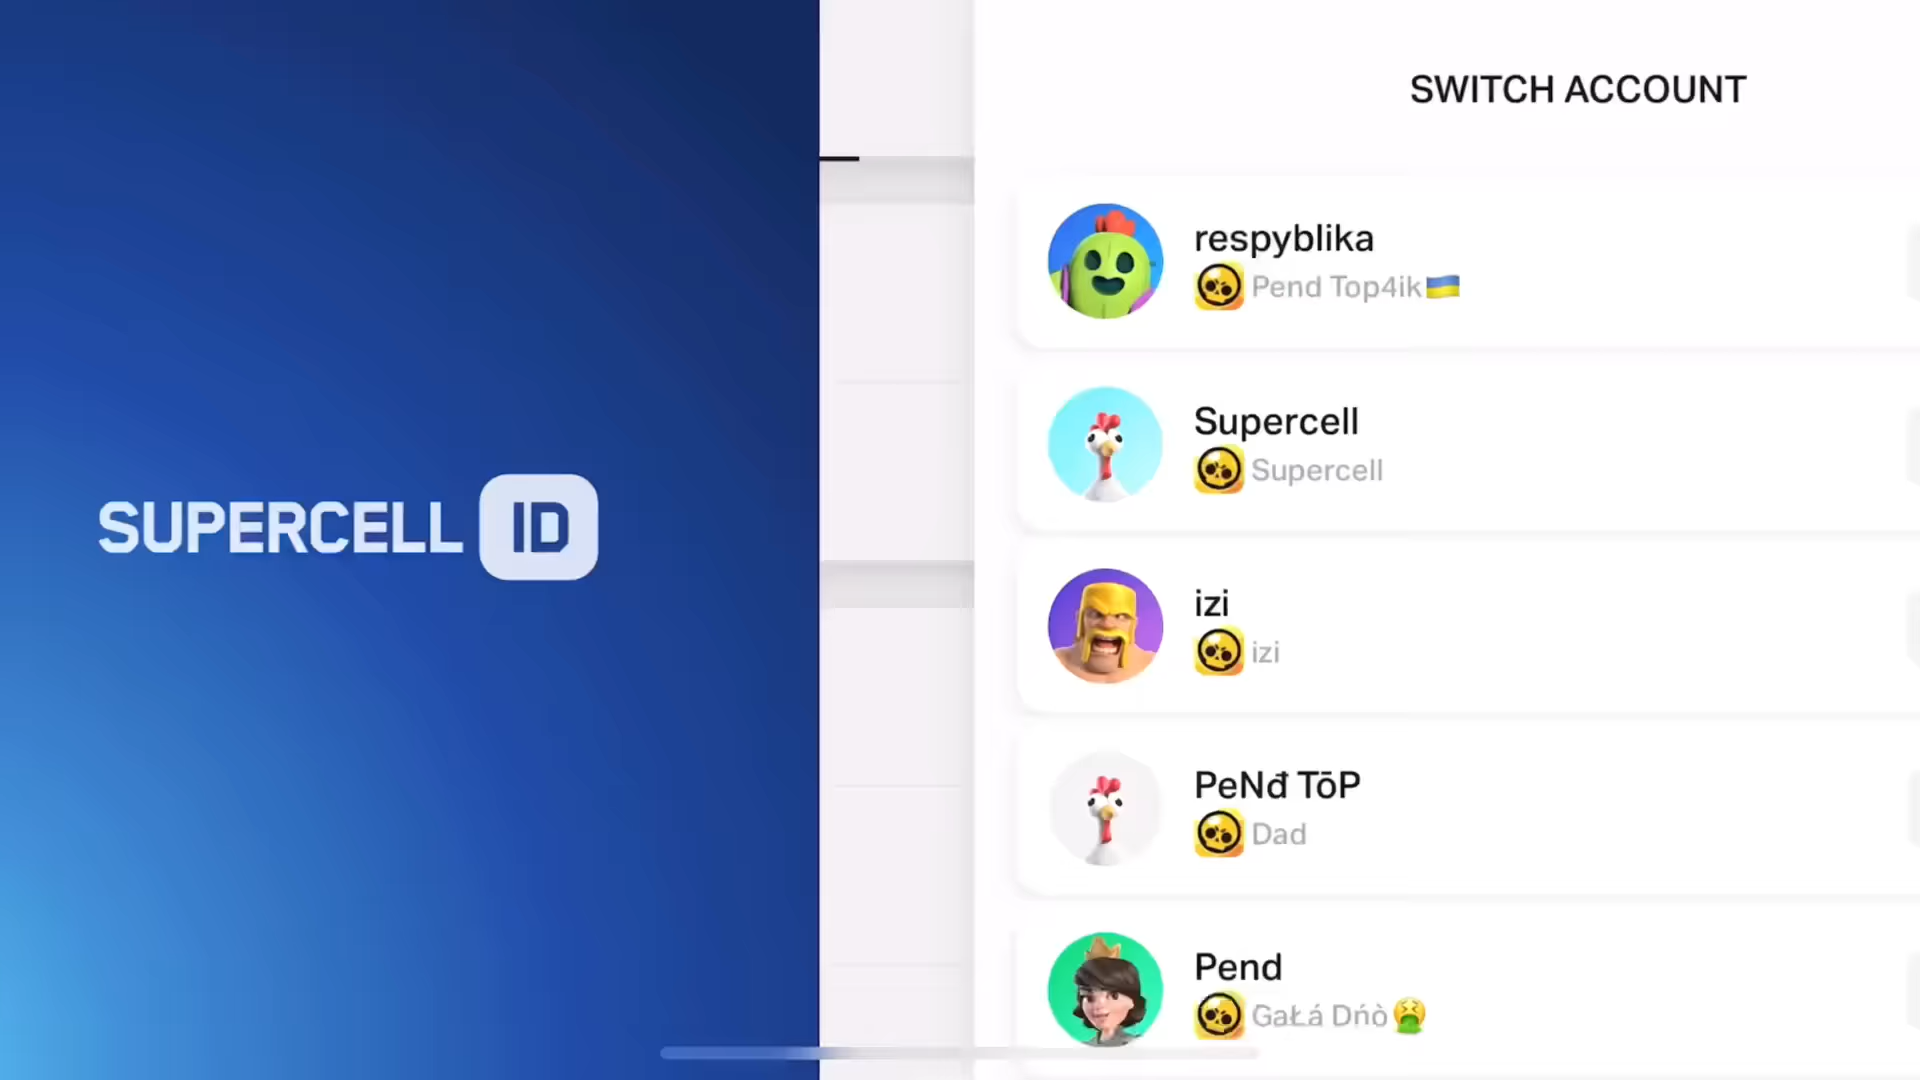 SUPERCELL ID
SWITCH ACCOUNT
respyblika
Pend Top4ik🇺🇦
Supercell
Supercell
izi
izi
PeNđ TōP
Dad
Pend
GaŁá Dńò🤮